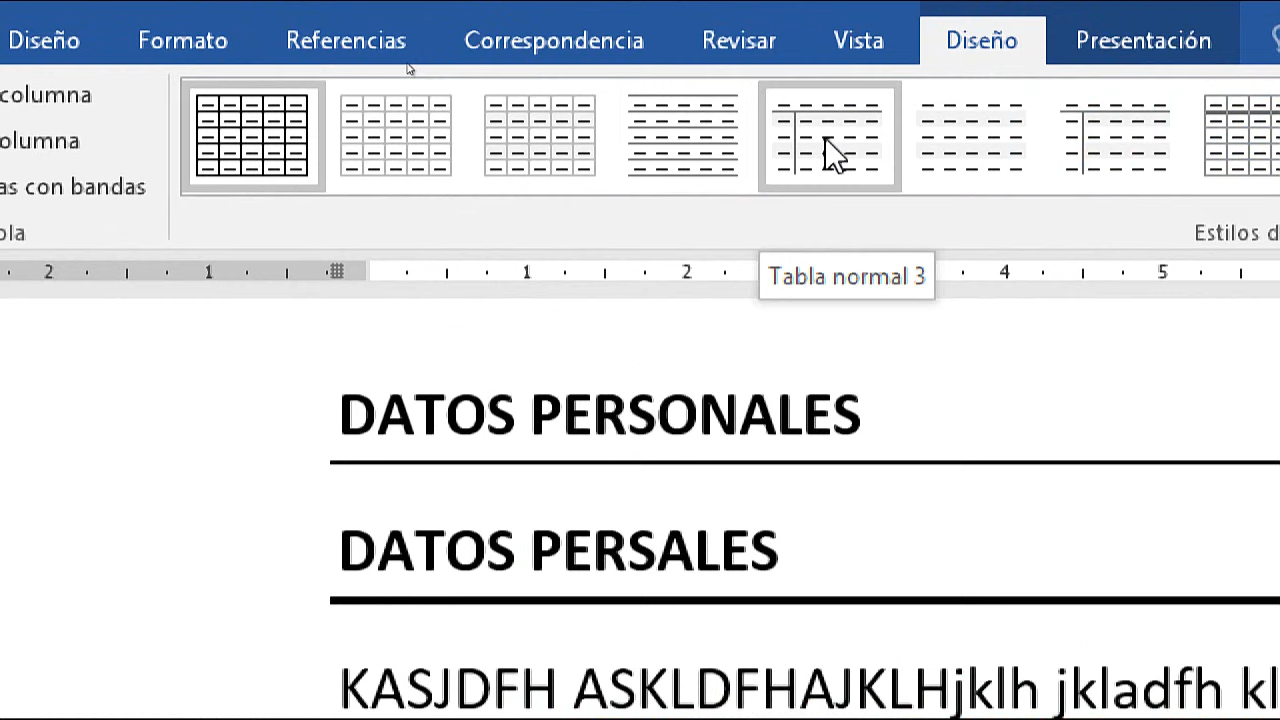 Diseño Formato Referencias Correspondencia Revisar Vista Diseño Presentación
columna
olumna
as con bandas
ola
Estilos d
2 1 1 2 4 5
Tabla normal 3
DATOS PERSONALES
DATOS PERSALES
KASJDFH ASKLDFHAJKLHjklh jkladfh kl